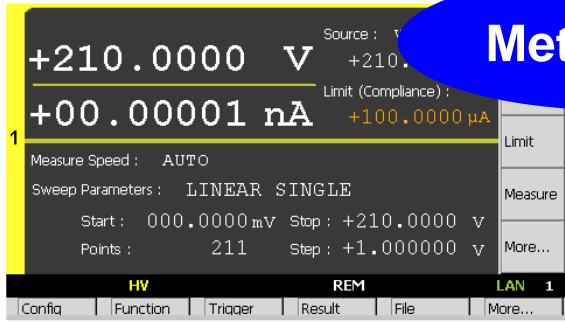 Source :
+210.0000 V +210.
Met
Limit (Compliance) :
+00.00001 nA +100.0000 µA
1
Limit
Measure Speed : AUTO
Sweep Parameters : LINEAR SINGLE
Measure
Start : 000.0000 mV Stop : +210.0000 V
Points : 211 Step : +1.000000 V
More...
HV REM LAN 1
Config Function Trigger Result File More...